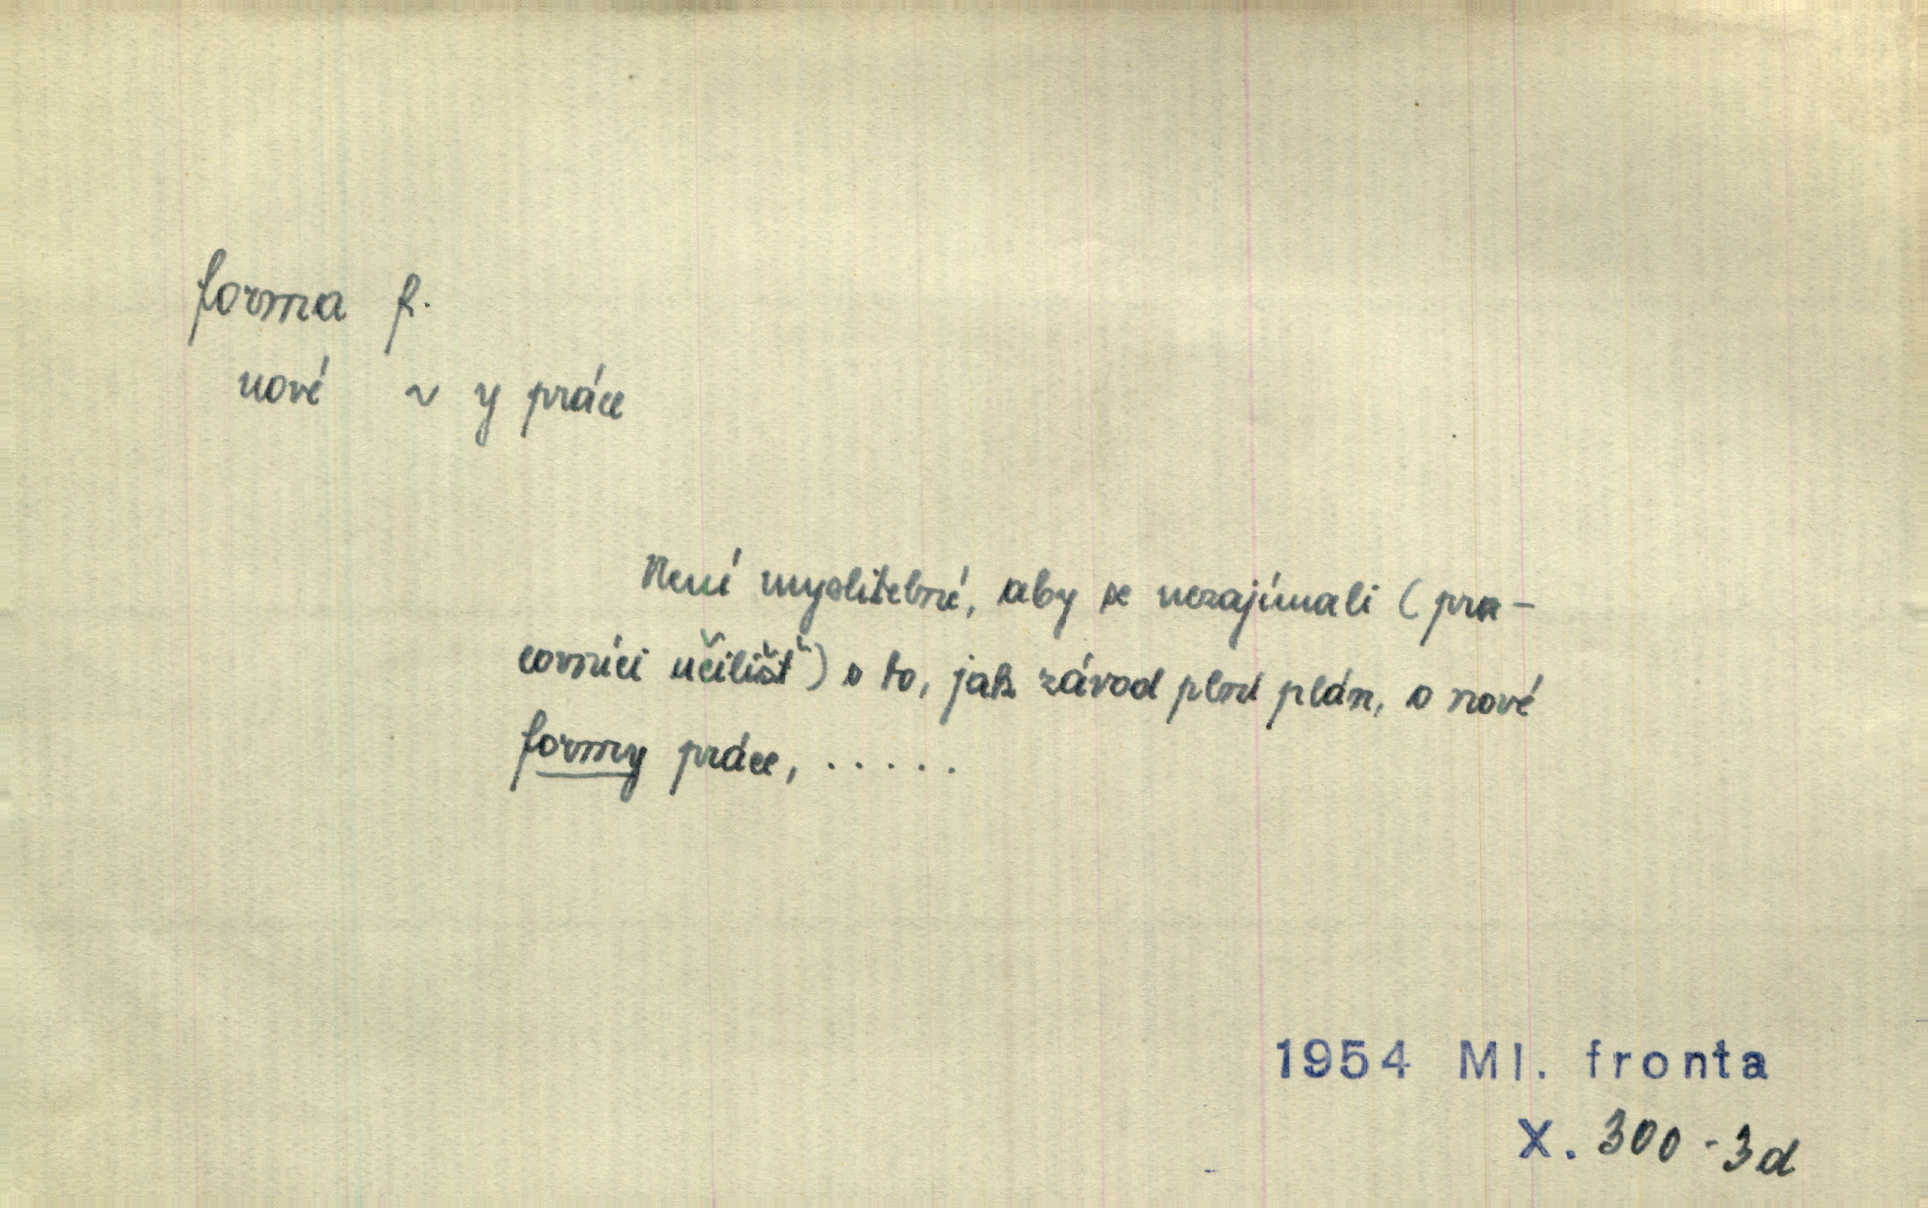 forma f.
nové ~ y práce
Není myslitelné, aby se nezajímali (pra-
covníci učilišť) o to, jak závod plní plán, o nové
formy práce, . . . . .
1954 Ml. fronta
X. 300 - 3d